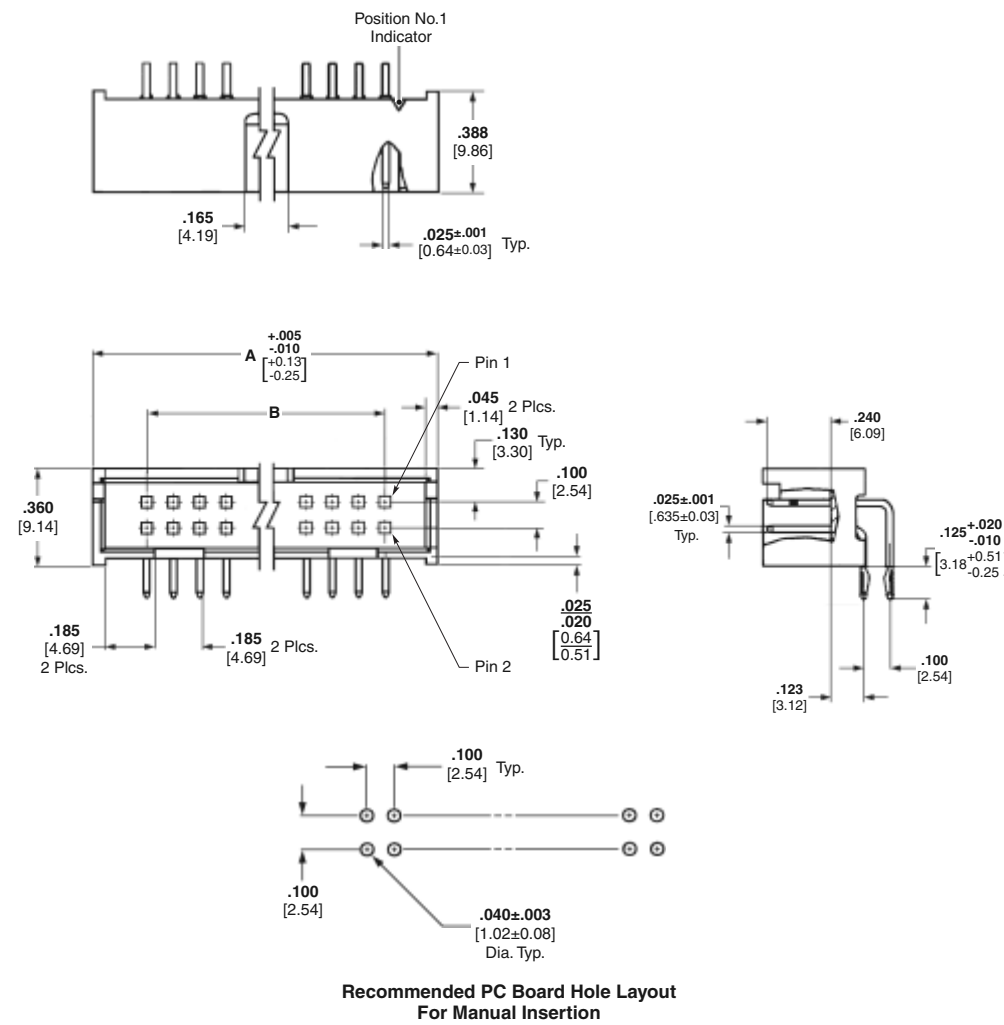 Position No.1
Indicator
.388
[9.86]
.165
[4.19]
.025±.001
[0.64±0.03] Typ.
A +.005
-.010
[+0.13
-0.25]
Pin 1
B
.045
[1.14] 2 Plcs.
.130
[3.30] Typ.
.100
[2.54]
.360
[9.14]
.025
.020
[0.64
0.51]
.185
[4.69]
2 Plcs.
.185
[4.69] 2 Plcs.
Pin 2
.240
[6.09]
.025±.001
[.635±0.03]
Typ.
.125+.020
-.010
[3.18+0.51
-0.25
.100
[2.54]
.123
[3.12]
.100
[2.54] Typ.
.100
[2.54]
.040±.003
[1.02±0.08]
Dia. Typ.
Recommended PC Board Hole Layout
For Manual Insertion